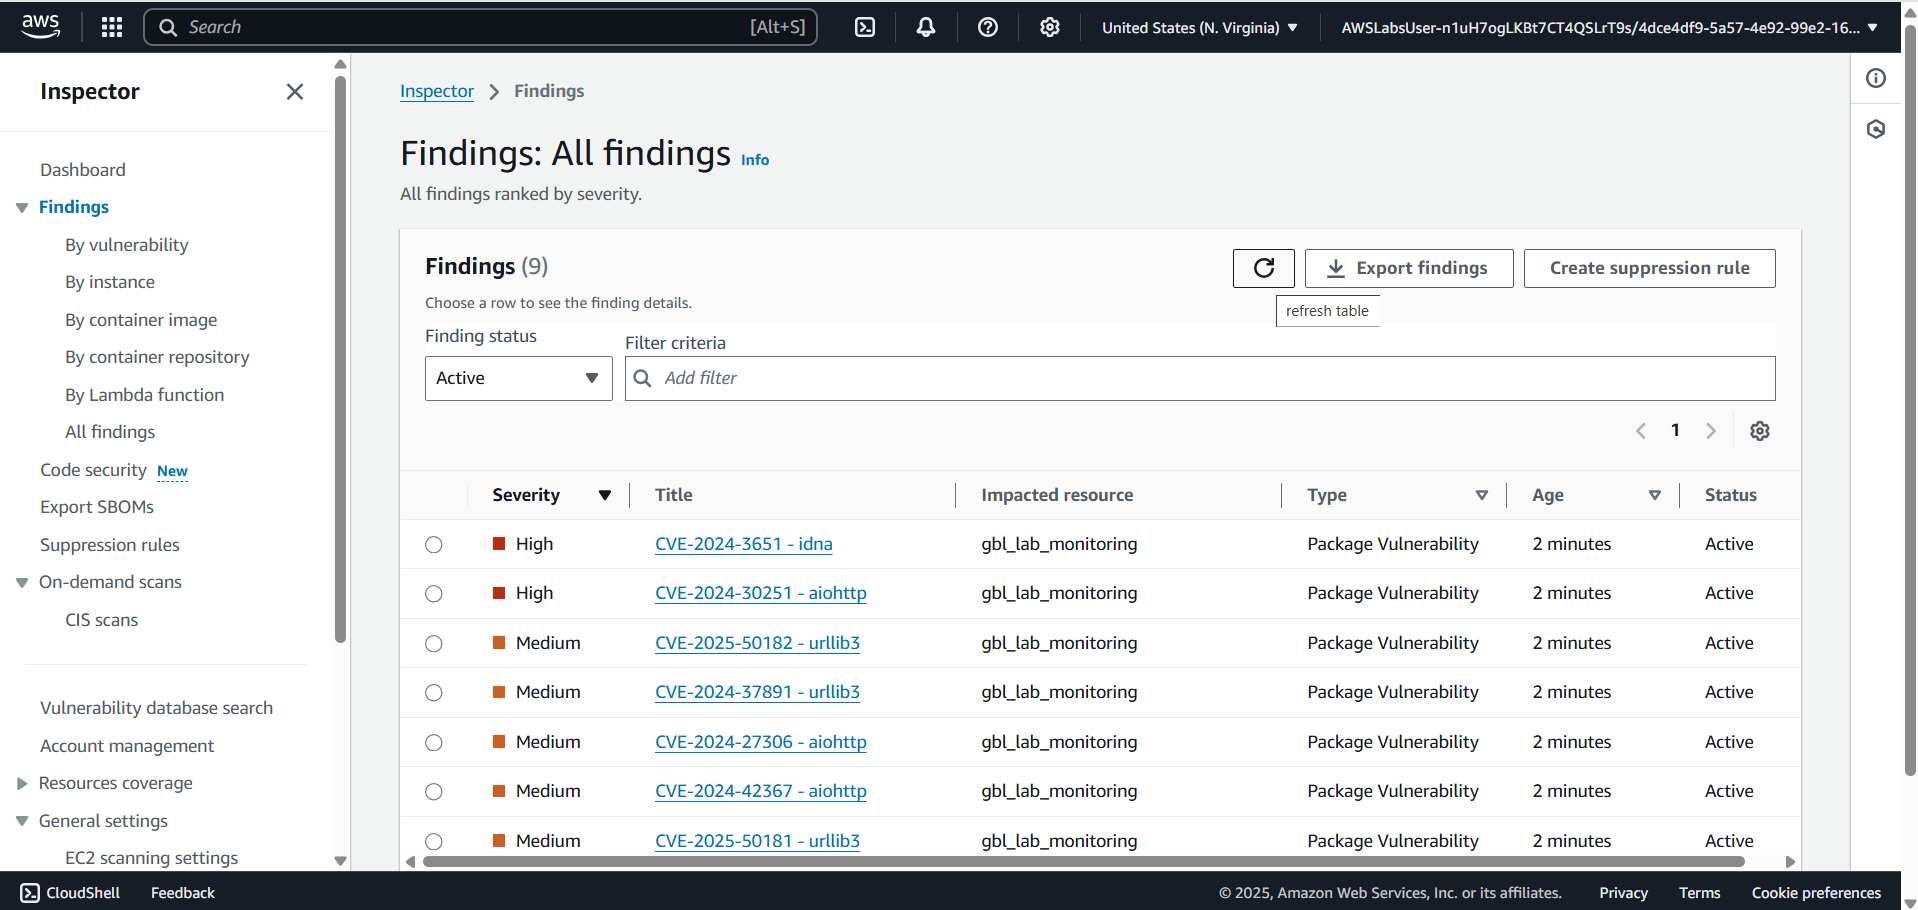 aws
Search [Alt+S]
United States (N. Virginia)
AWSLabsUser-n1uH7ogLKBt7CT4QSLrT9s/4dce4df9-5a57-4e92-99e2-16...
Inspector
Dashboard
Findings
By vulnerability
By instance
By container image
By container repository
By Lambda function
All findings
Code security New
Export SBOMs
Suppression rules
On-demand scans
CIS scans
Vulnerability database search
Account management
Resources coverage
General settings
EC2 scanning settings
Inspector Findings
Findings: All findings Info
All findings ranked by severity.
Findings (9)
Export findings
Create suppression rule
Choose a row to see the finding details.
refresh table
Finding status
Filter criteria
Active
Add filter
1
Severity Title Impacted resource Type Age Status
High CVE-2024-3651 - idna gbl_lab_monitoring Package Vulnerability 2 minutes Active
High CVE-2024-30251 - aiohttp gbl_lab_monitoring Package Vulnerability 2 minutes Active
Medium CVE-2025-50182 - urllib3 gbl_lab_monitoring Package Vulnerability 2 minutes Active
Medium CVE-2024-37891 - urllib3 gbl_lab_monitoring Package Vulnerability 2 minutes Active
Medium CVE-2024-27306 - aiohttp gbl_lab_monitoring Package Vulnerability 2 minutes Active
Medium CVE-2024-42367 - aiohttp gbl_lab_monitoring Package Vulnerability 2 minutes Active
Medium CVE-2025-50181 - urllib3 gbl_lab_monitoring Package Vulnerability 2 minutes Active
CloudShell Feedback © 2025, Amazon Web Services, Inc. or its affiliates. Privacy Terms Cookie preferences